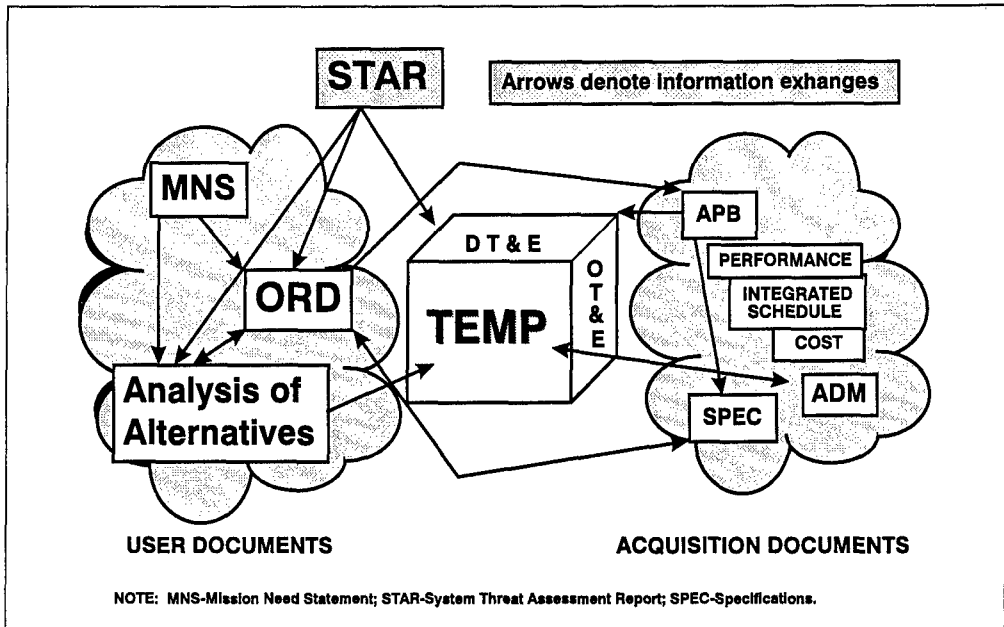 STAR
Arrows denote information exhanges
MNS
APB
D T & E
PERFORMANCE
ORD
TEMP
OT&E
INTEGRATED
SCHEDULE
COST
Analysis of
Alternatives
ADM
SPEC
USER DOCUMENTS
ACQUISITION DOCUMENTS
NOTE: MNS-Mission Need Statement; STAR-System Threat Assessment Report; SPEC-Specifications.